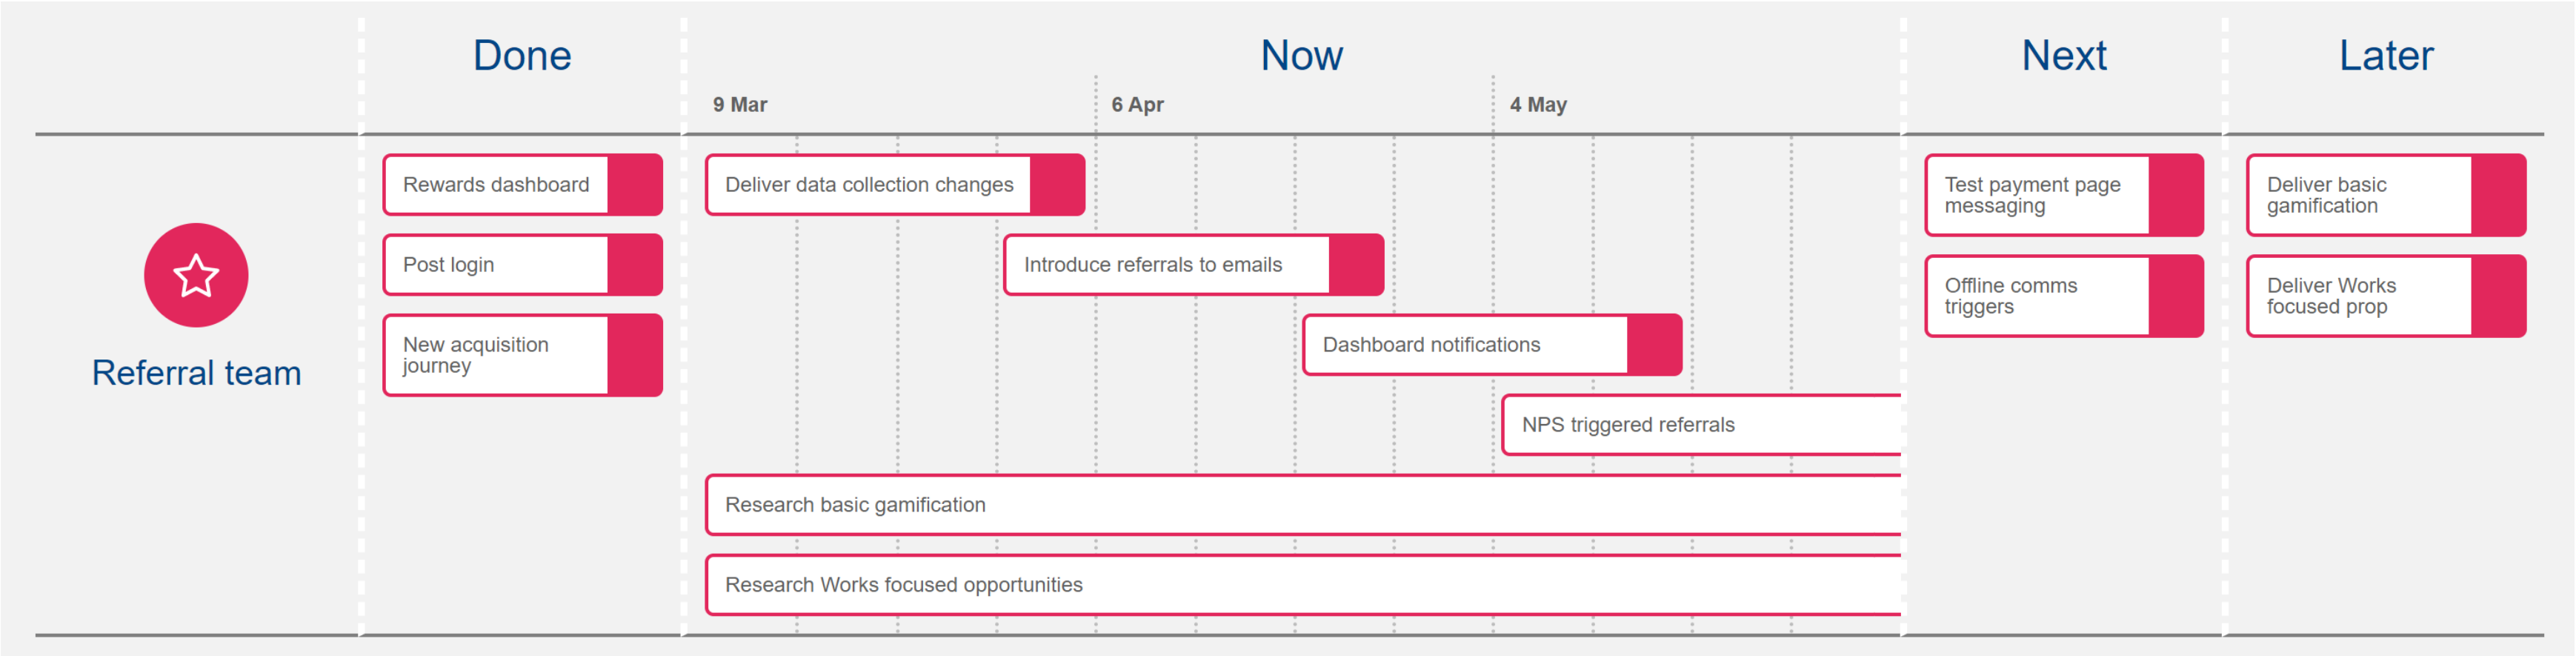 Done
Now
Next
Later
9 Mar
6 Apr
4 May
Referral team
Rewards dashboard
Post login
New acquisition
journey
Deliver data collection changes
Introduce referrals to emails
Dashboard notifications
NPS triggered referrals
Research basic gamification
Research Works focused opportunities
Test payment page
messaging
Offline comms
triggers
Deliver basic
gamification
Deliver Works
focused prop